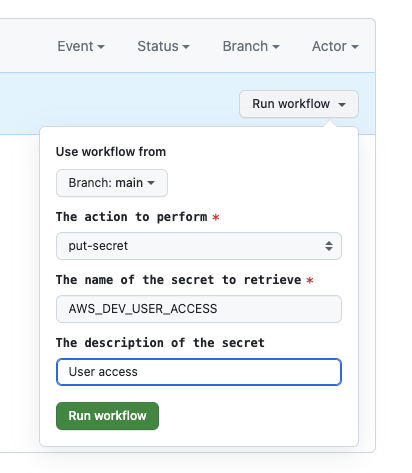 Event Status Branch Actor
Run workflow
Use workflow from
Branch: main
The action to perform *
put-secret
The name of the secret to retrieve *
AWS_DEV_USER_ACCESS
The description of the secret
User access
Run workflow